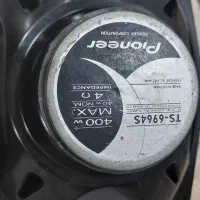 Pioneer
PIONEER CORPORATION
TS-6964S
400W
MAX.
40W NOM.
4Ω
IMPEDANCE